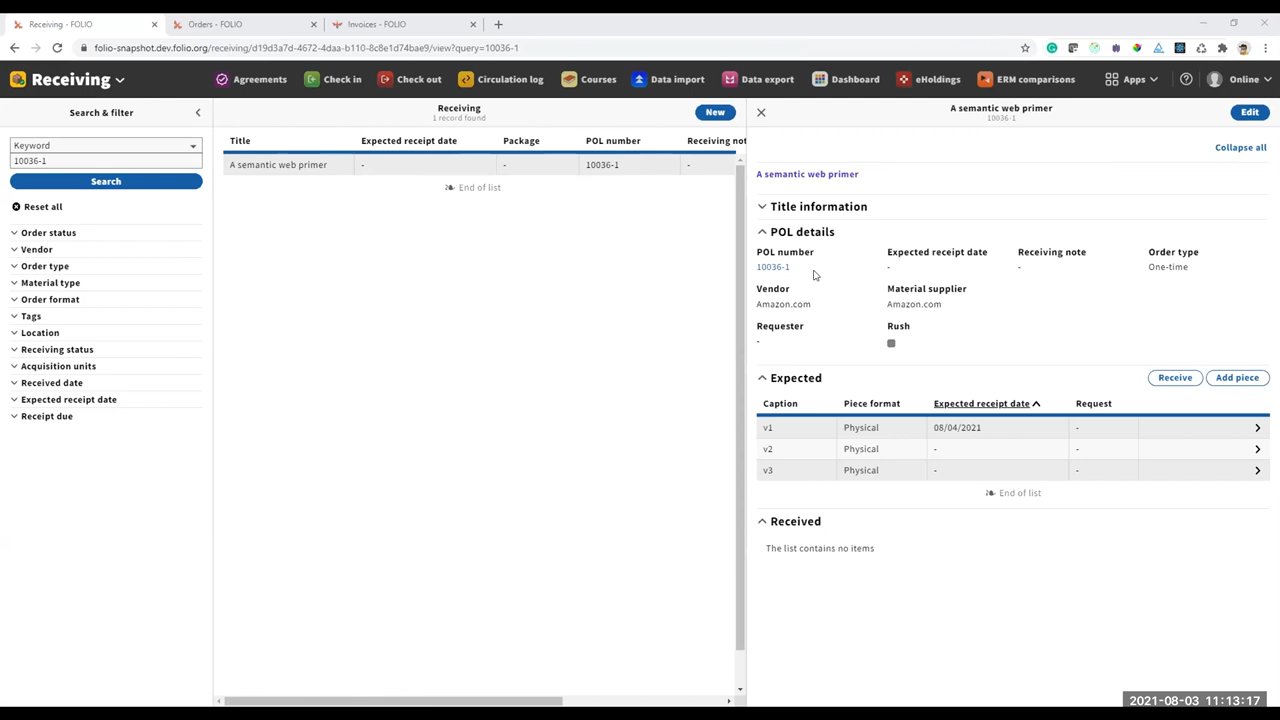 Receiving - FOLIO
Orders - FOLIO
Invoices - FOLIO
folio-snapshot.dev.folio.org/receiving/d19d3a7d-4672-4daa-b110-8c8e1d74bae9/view?query=10036-1
Receiving
Agreements
Check in
Check out
Circulation log
Courses
Data import
Data export
Dashboard
eHoldings
ERM comparisons
Apps
Online
Search & filter
Keyword
10036-1
Search
Reset all
Order status
Vendor
Order type
Material type
Order format
Tags
Location
Receiving status
Acquisition units
Received date
Expected receipt date
Receipt due
Receiving
1 record found
New
Title Expected receipt date Package POL number Receiving not
A semantic web primer - - 10036-1 -
End of list
A semantic web primer
10036-1
Edit
Collapse all
A semantic web primer
Title information
POL details
POL number Expected receipt date Receiving note Order type
10036-1 - - One-time
Vendor Material supplier
Amazon.com Amazon.com
Requester Rush
-
Expected
Receive
Add piece
Caption Piece format Expected receipt date Request
v1 Physical 08/04/2021 -
v2 Physical - -
v3 Physical - -
End of list
Received
The list contains no items
2021-08-03 11:13:17